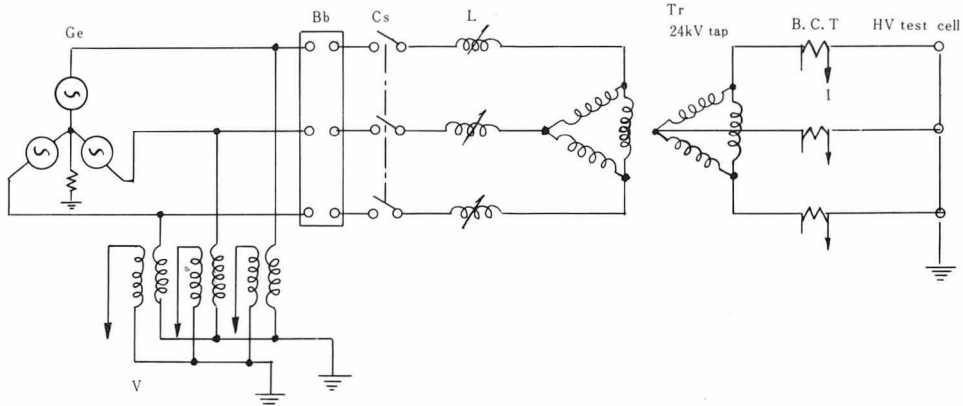 Ge
Bb
Cs
L
Tr
24kV tap
B.C.T
HV test cell
I
V